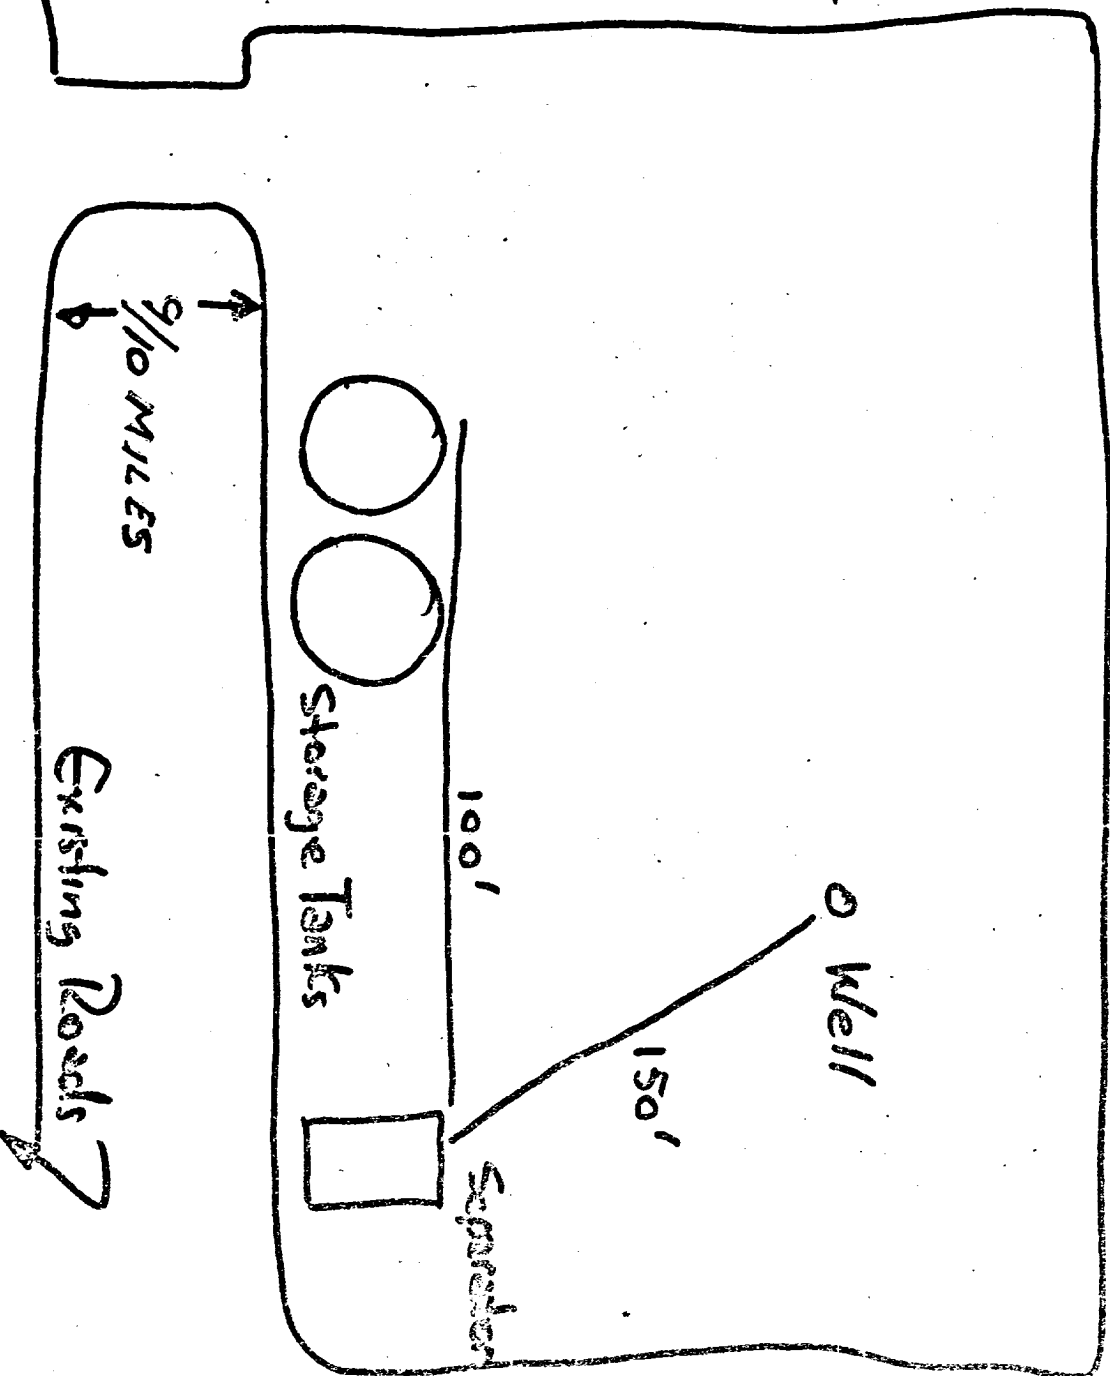 Well
150'
Separator
100'
Storage Tanks
9/10 MILES
Existing Roads